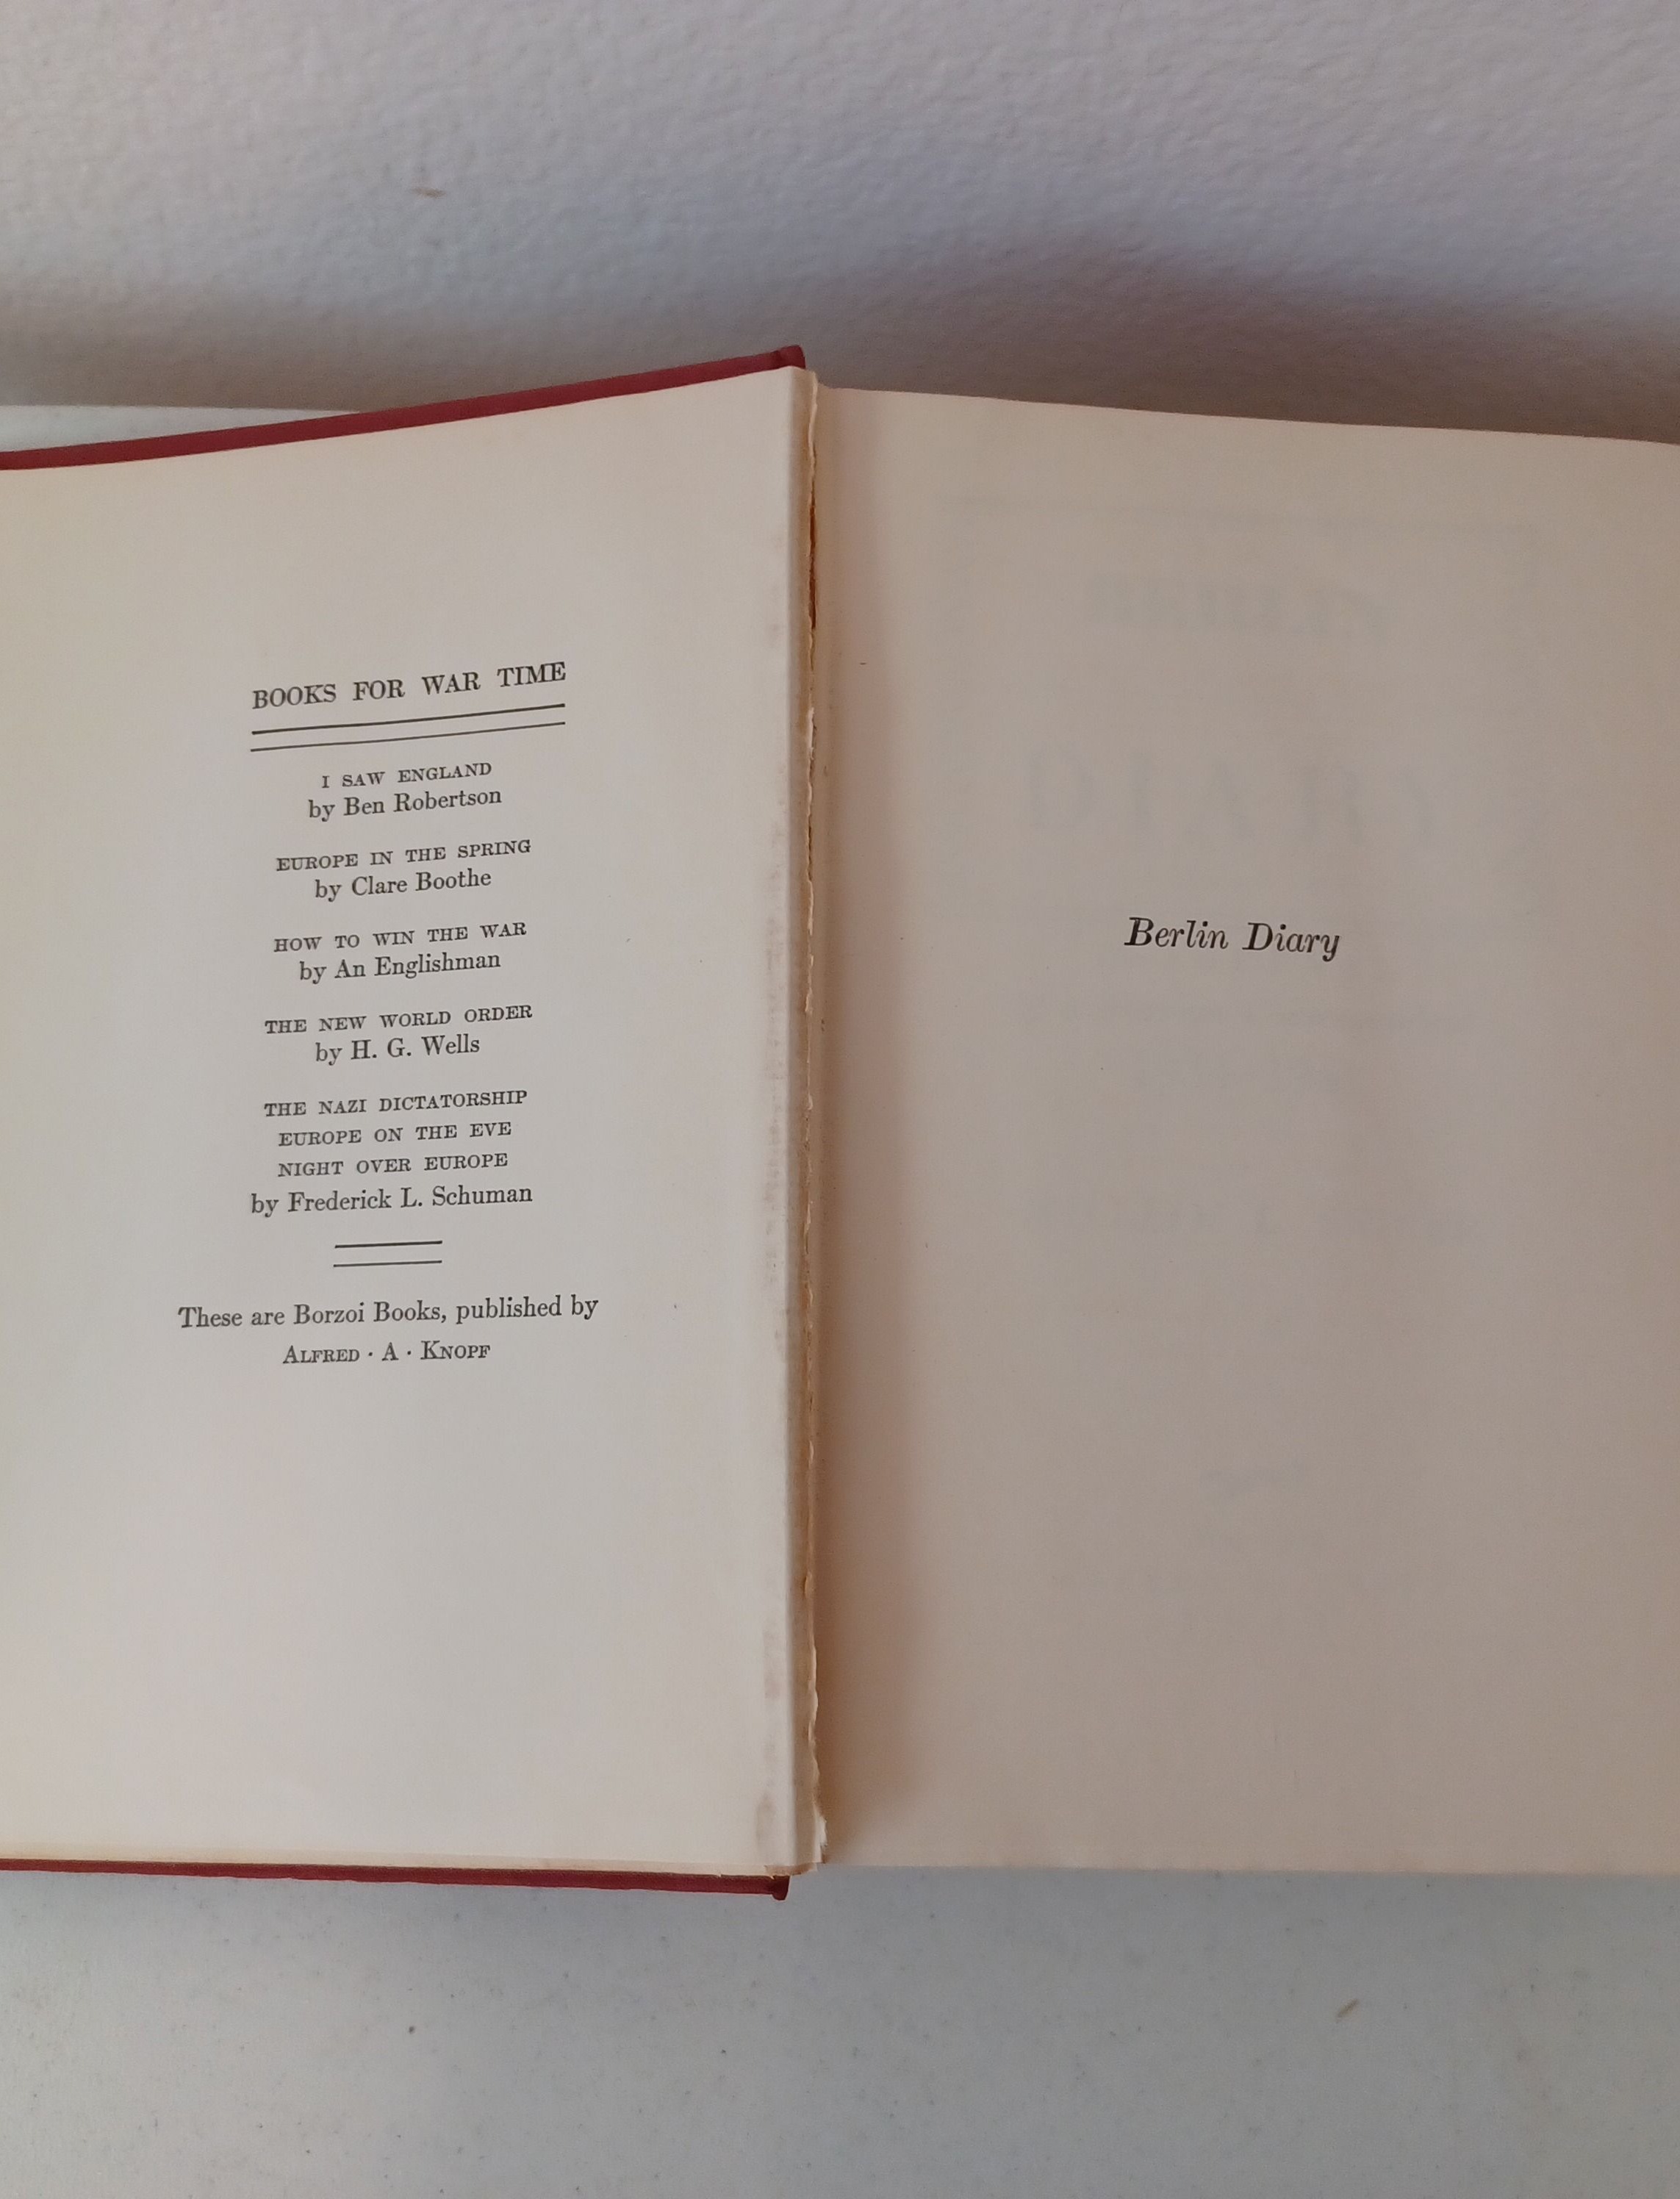 BOOKS FOR WAR TIME
I SAW ENGLAND
by Ben Robertson
EUROPE IN THE SPRING
by Clare Boothe
HOW TO WIN THE WAR
by An Englishman
THE NEW WORLD ORDER
by H. G. Wells
THE NAZI DICTATORSHIP
EUROPE ON THE EVE
NIGHT OVER EUROPE
by Frederick L. Schuman
These are Borzoi Books, published by
ALFRED · A · KNOPF
Berlin Diary